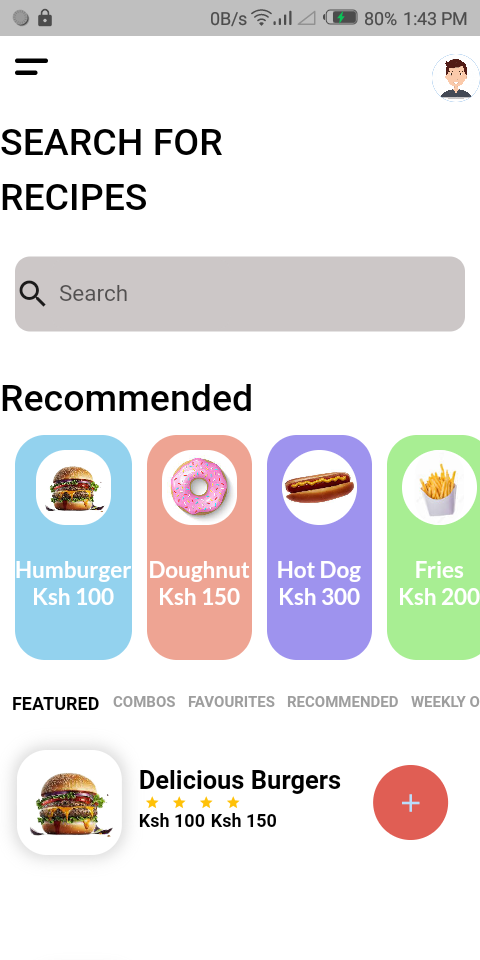 0B/s 80% 1:43 PM
SEARCH FOR
RECIPES
Search
Recommended
Humburger Doughnut Hot Dog Fries
Ksh 100 Ksh 150 Ksh 300 Ksh 200
FEATURED COMBOS FAVOURITES RECOMMENDED WEEKLY O
Delicious Burgers
Ksh 100 Ksh 150
+